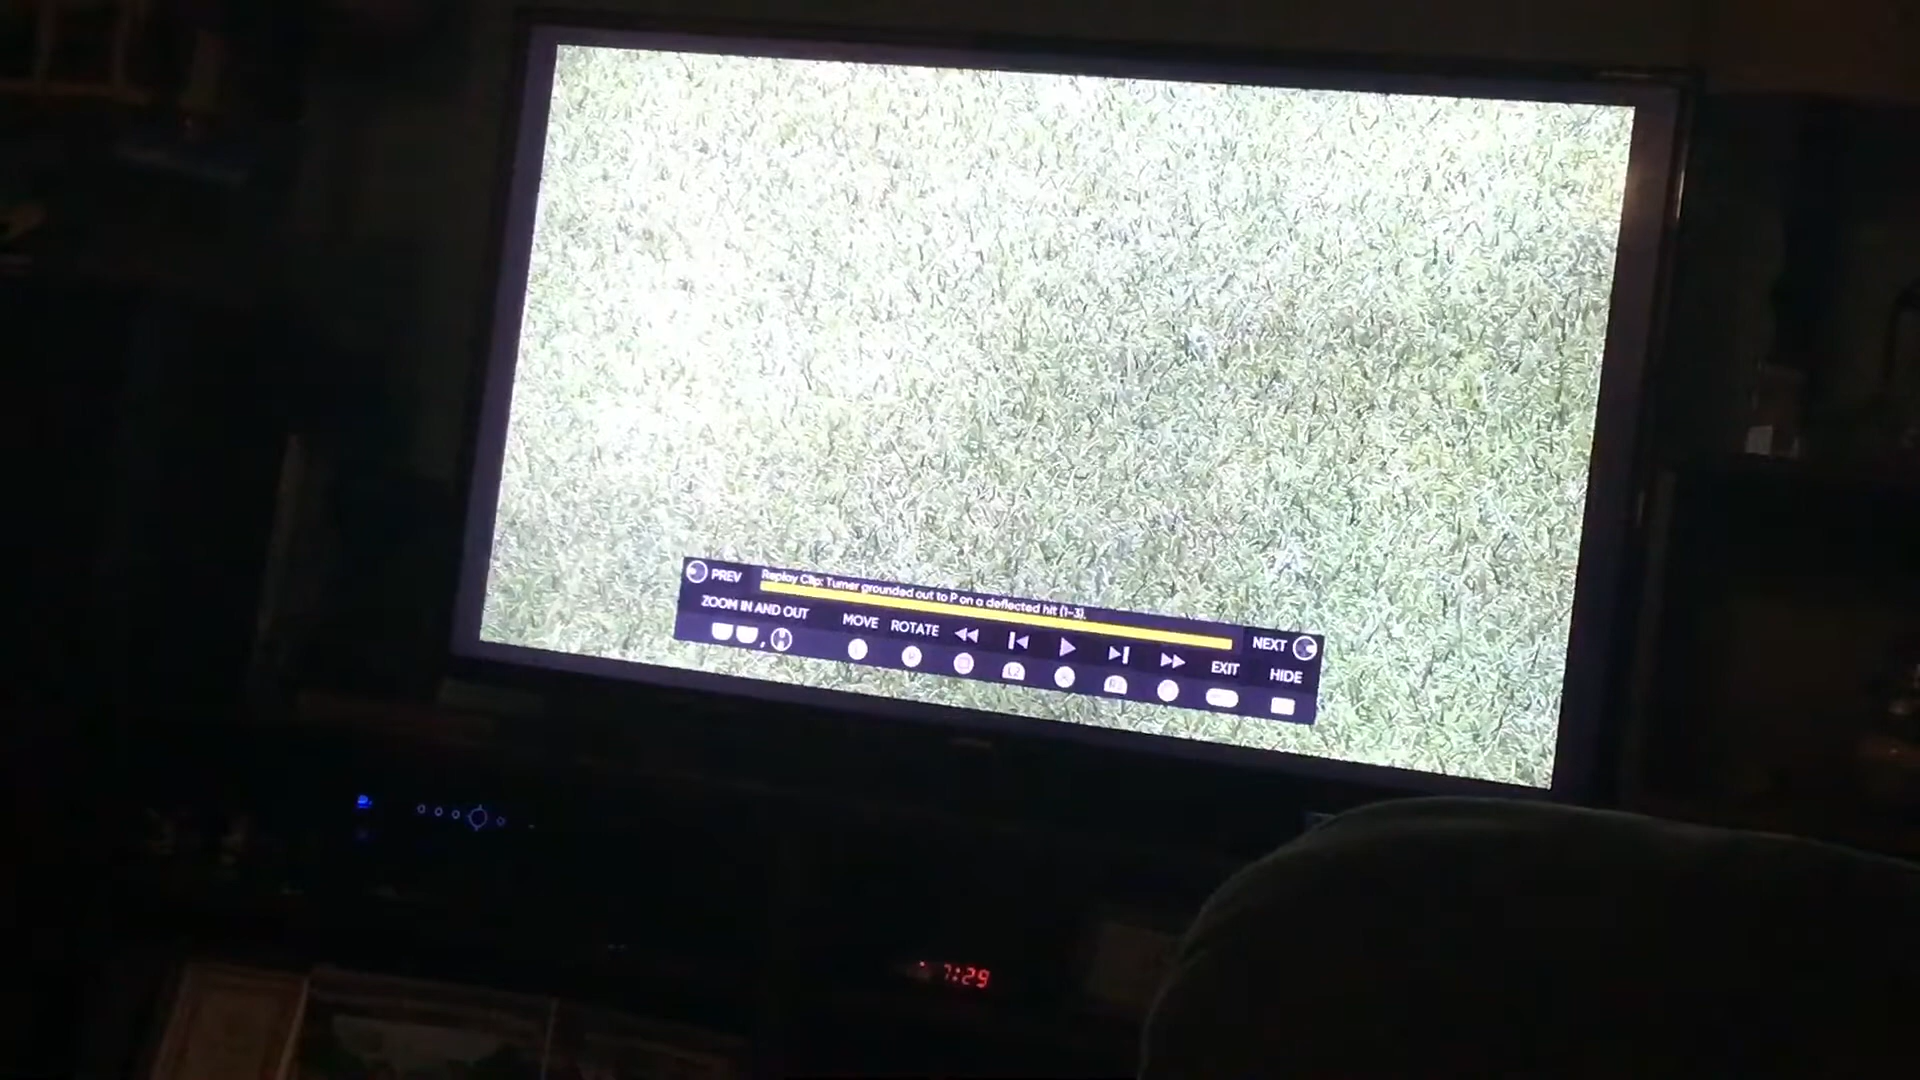 PREV
Replay Clip: Turner grounded out to P on a deflected hit (1-3).
NEXT
ZOOM IN AND OUT
MOVE
ROTATE
EXIT
HIDE
7:29